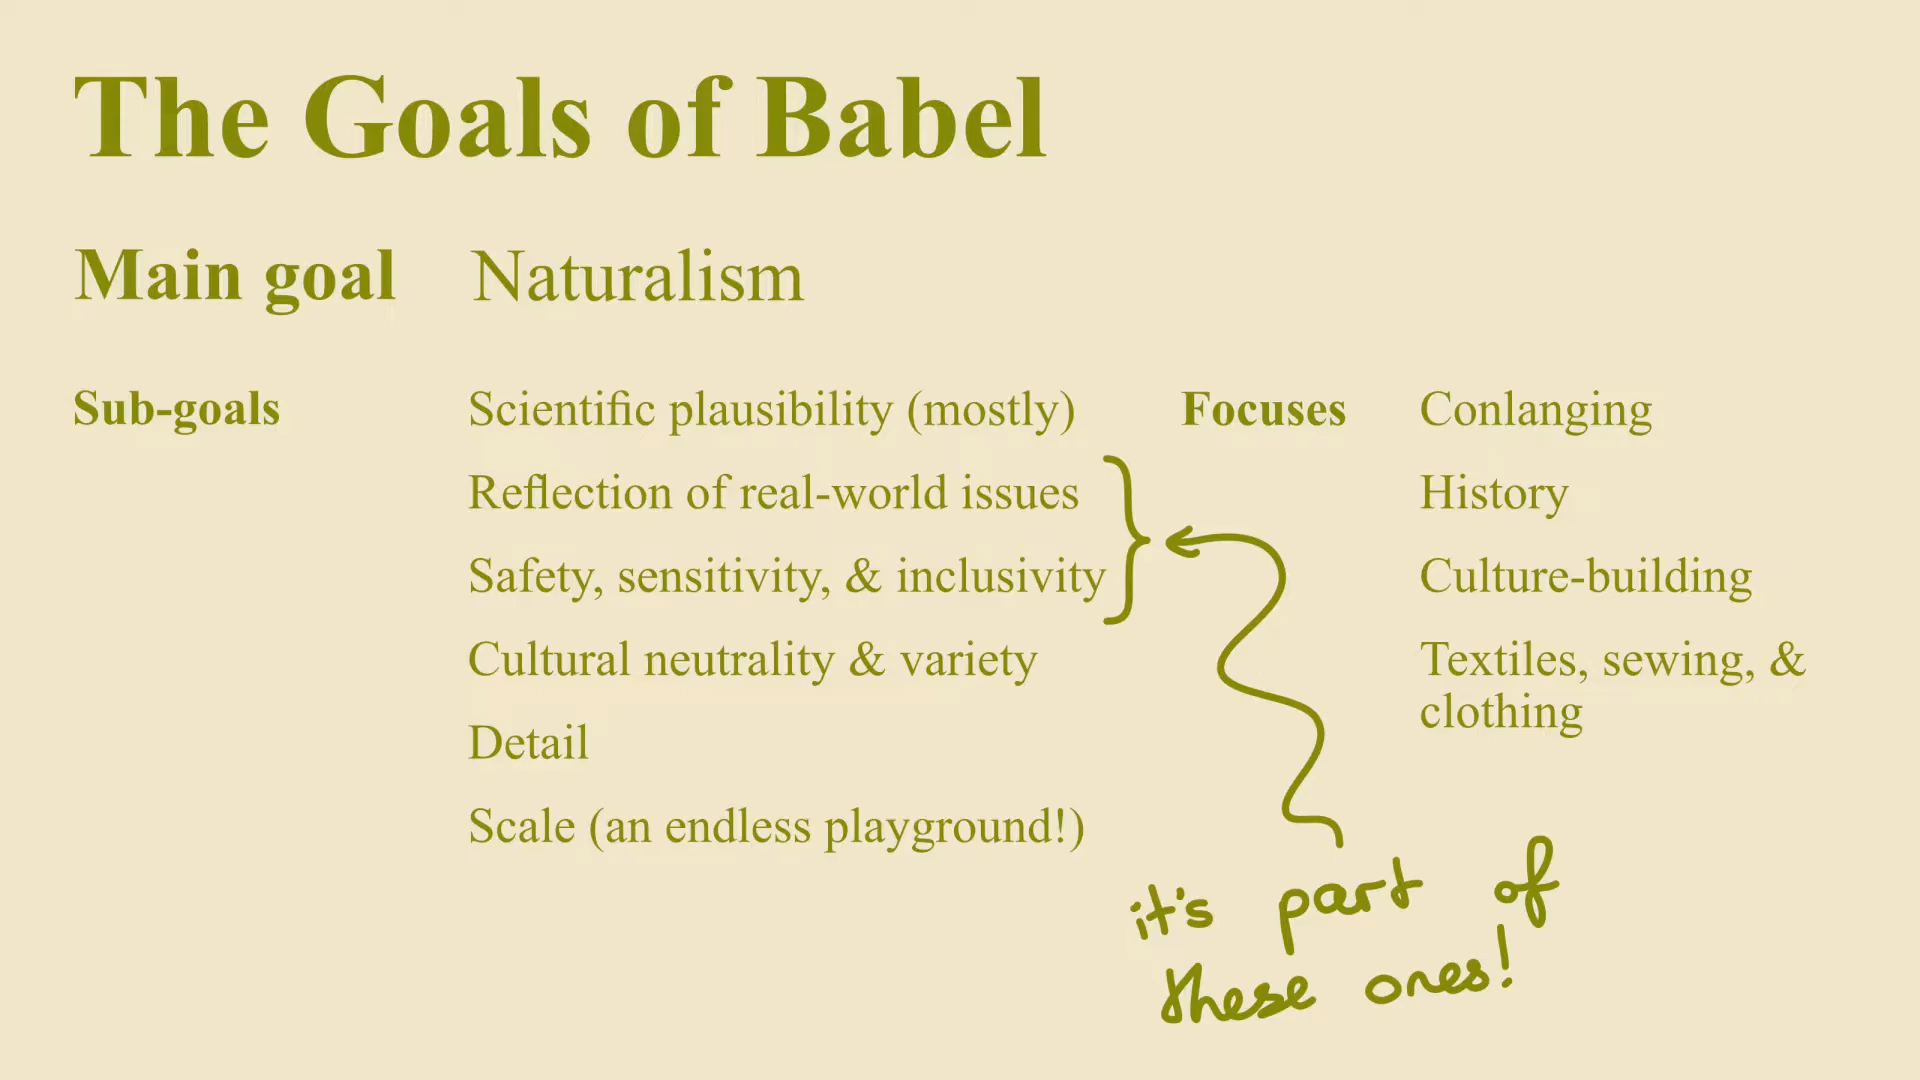 The Goals of Babel
Main goal Naturalism
Sub-goals
Scientific plausibility (mostly)
Reflection of real-world issues
Safety, sensitivity, & inclusivity
Cultural neutrality & variety
Detail
Scale (an endless playground!)
Focuses
Conlanging
History
Culture-building
Textiles, sewing, &
clothing
it's part of
these ones!